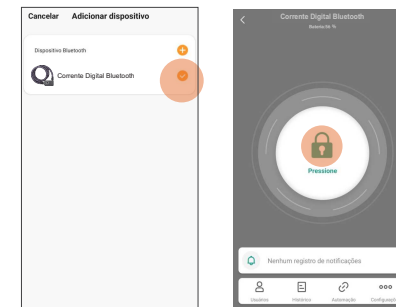 Cancelar Adicionar dispositivo
Dispositivo Bluetooth
Corrente Digital Bluetooth
Corrente Digital Bluetooth
Bateria:56 %
Pressione
Nenhum registro de notificações
Usuários Histórico Automação